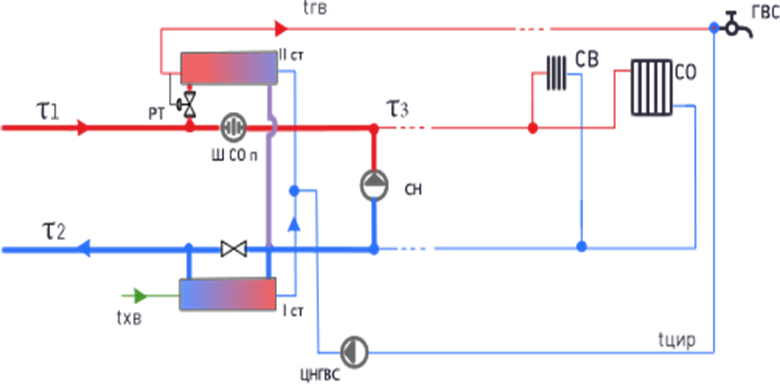 tгв
ГВС
II ст
СВ
СО
τ1
РТ
τ3
Ш СО п
СН
τ2
I ст
tхв
tцир
ЦНГВС